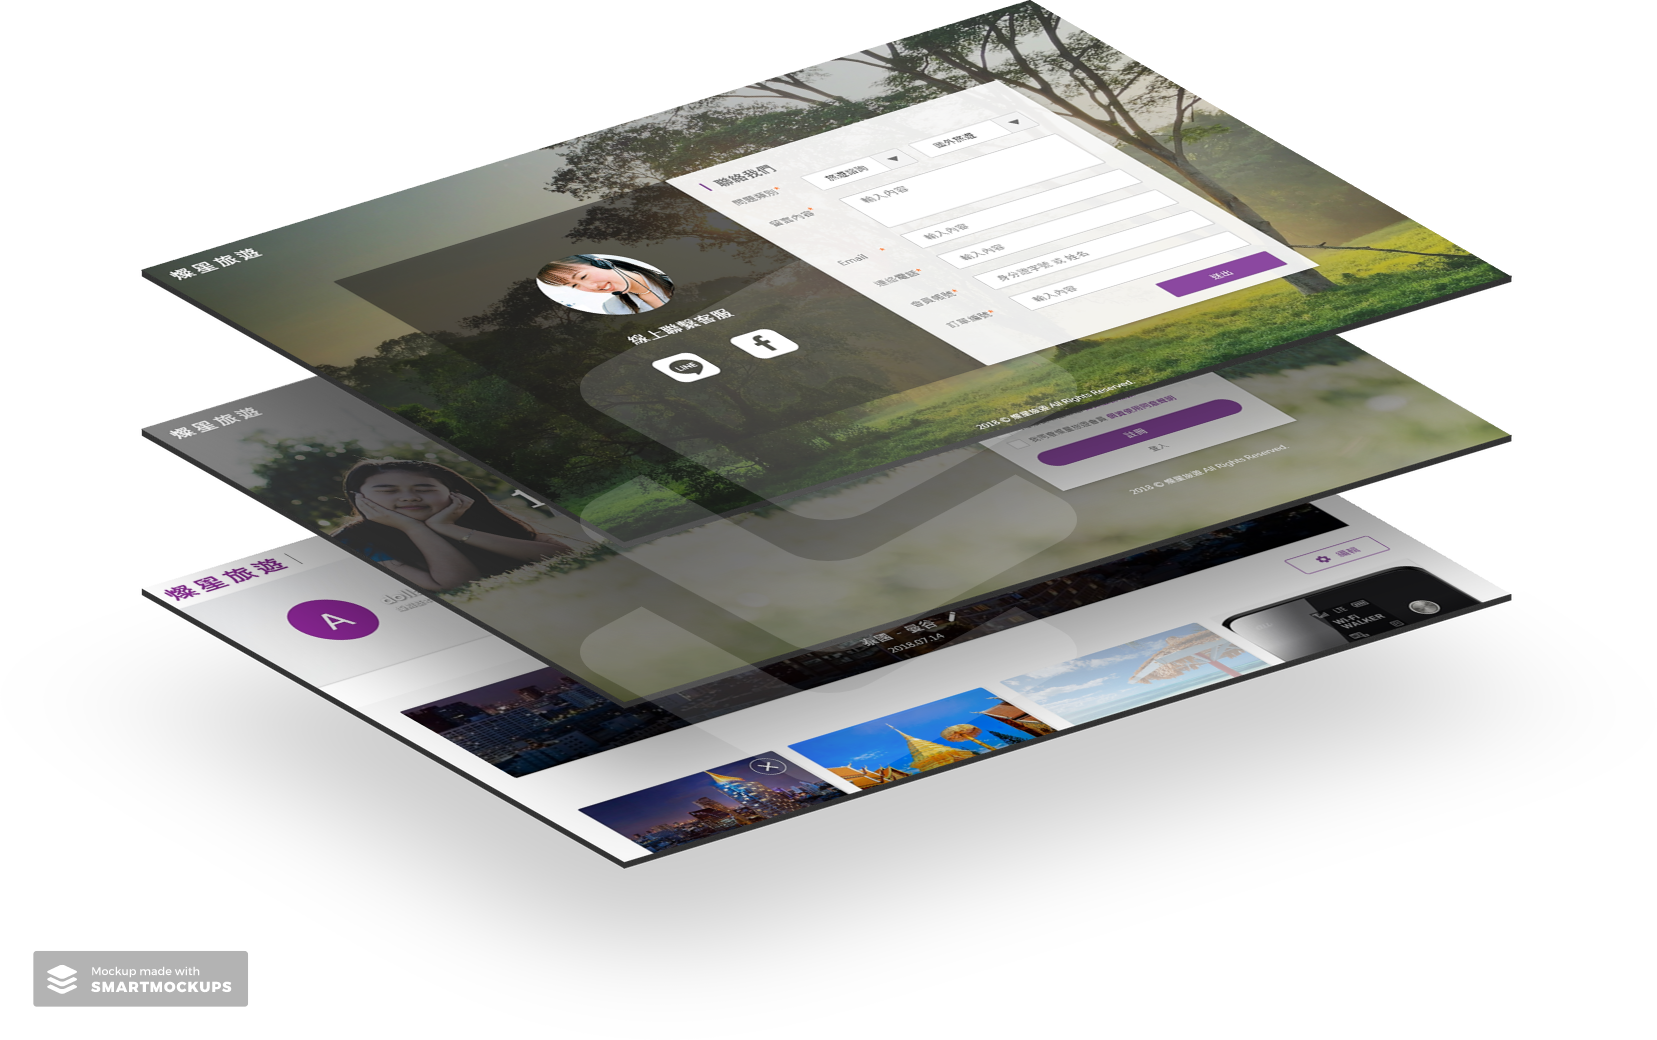 燦星旅遊
聯絡我們
問題類別*
旅遊諮詢
國外旅遊
留言內容*
輸入內容
Email *
輸入內容
連絡電話*
輸入內容
會員帳號*
身分證字號 或 姓名
訂單編號*
輸入內容
送出
線上聯繫客服
LINE
2018 © 燦星旅遊 All Rights Reserved.
燦星旅遊
1
註冊
登入
2018 © 燦星旅遊 All Rights Reserved.
燦星旅遊
A
編輯
泰國 - 曼谷
2018.07.14
LTE
Wi-Fi
WALKER
Mockup made with
SMARTMOCKUPS